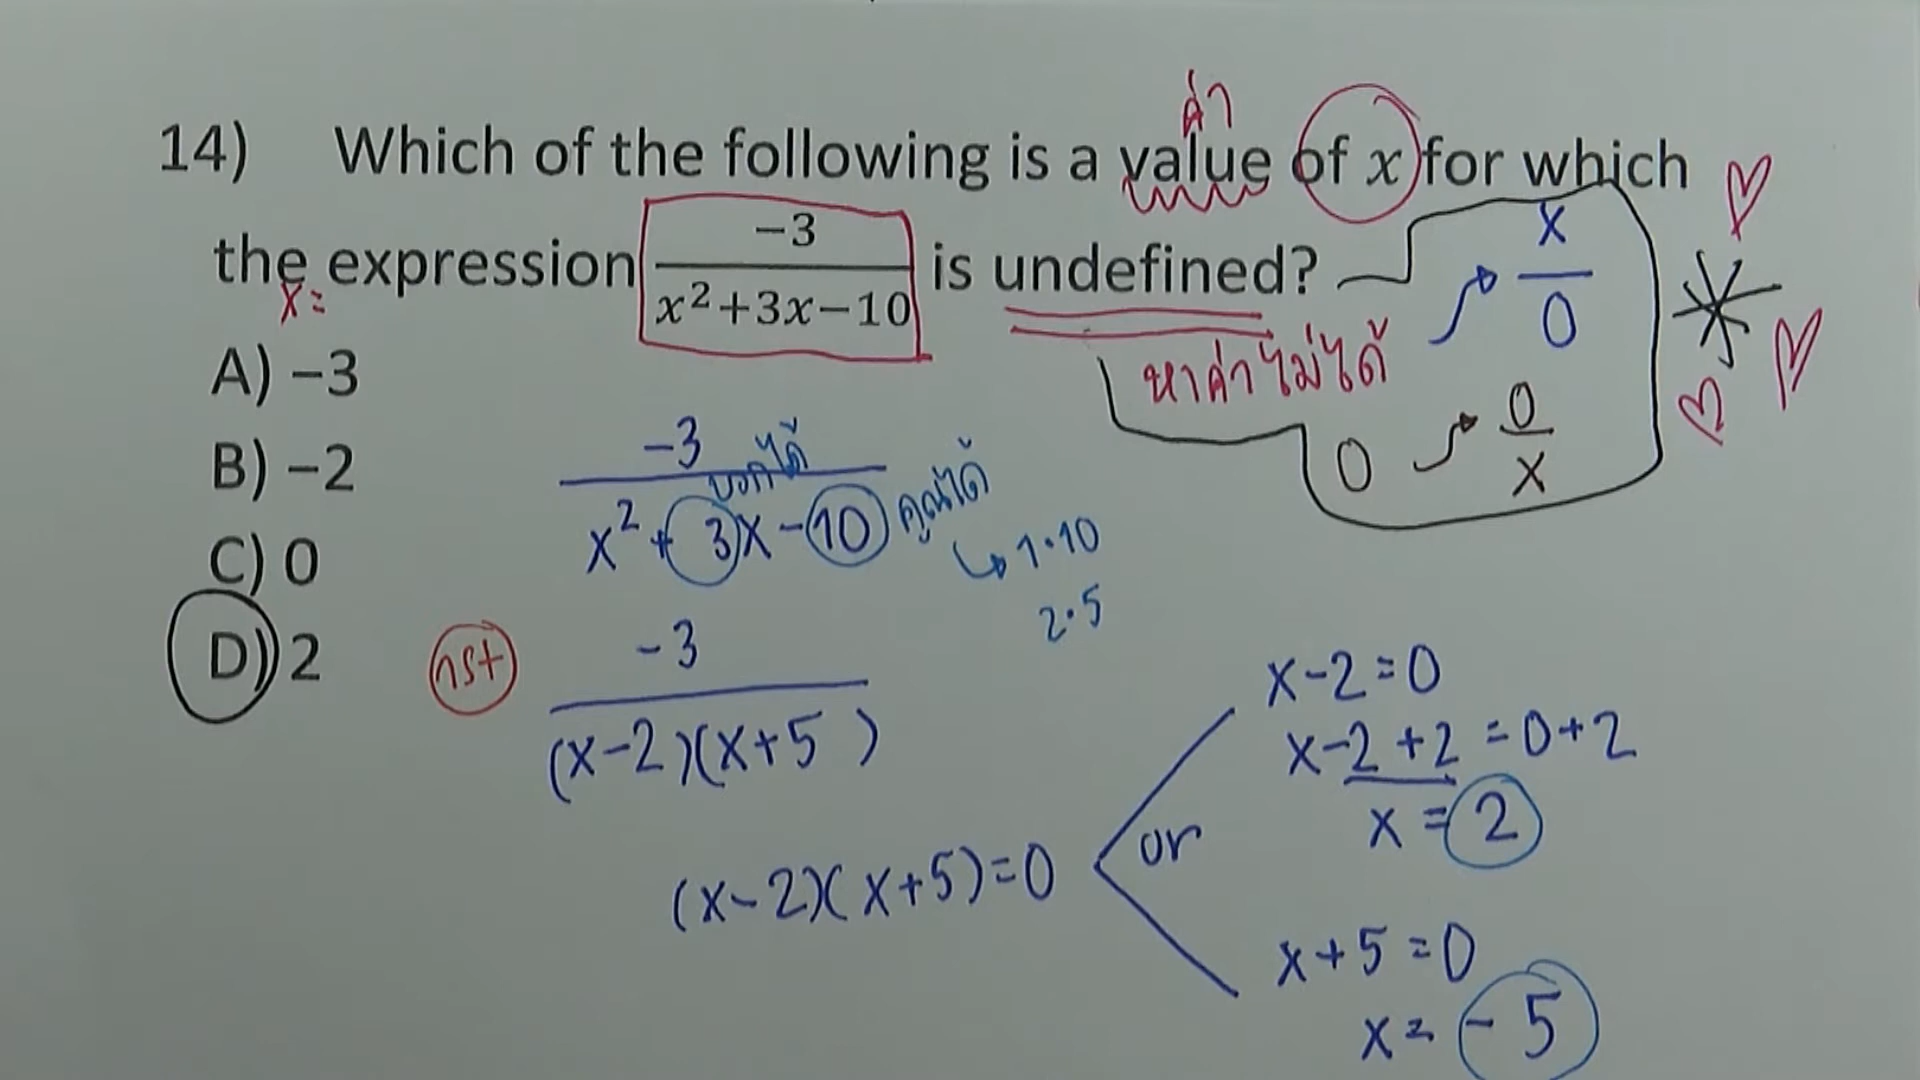 ค่า
14) Which of the following is a value of x for which
the expression −3/(x²+3x−10) is undefined?
x =
x/0
หาค่าไม่ได้
0 0/x
A) −3
B) −2
C) 0
D) 2
-3
บวกได้
x² + 3x - 10 คูณได้
1·10
2·5
-3
(x-2)(x+5)
(x-2)(x+5)=0
or
x-2=0
x-2+2 = 0+2
x = 2
x+5 = 0
x = -5